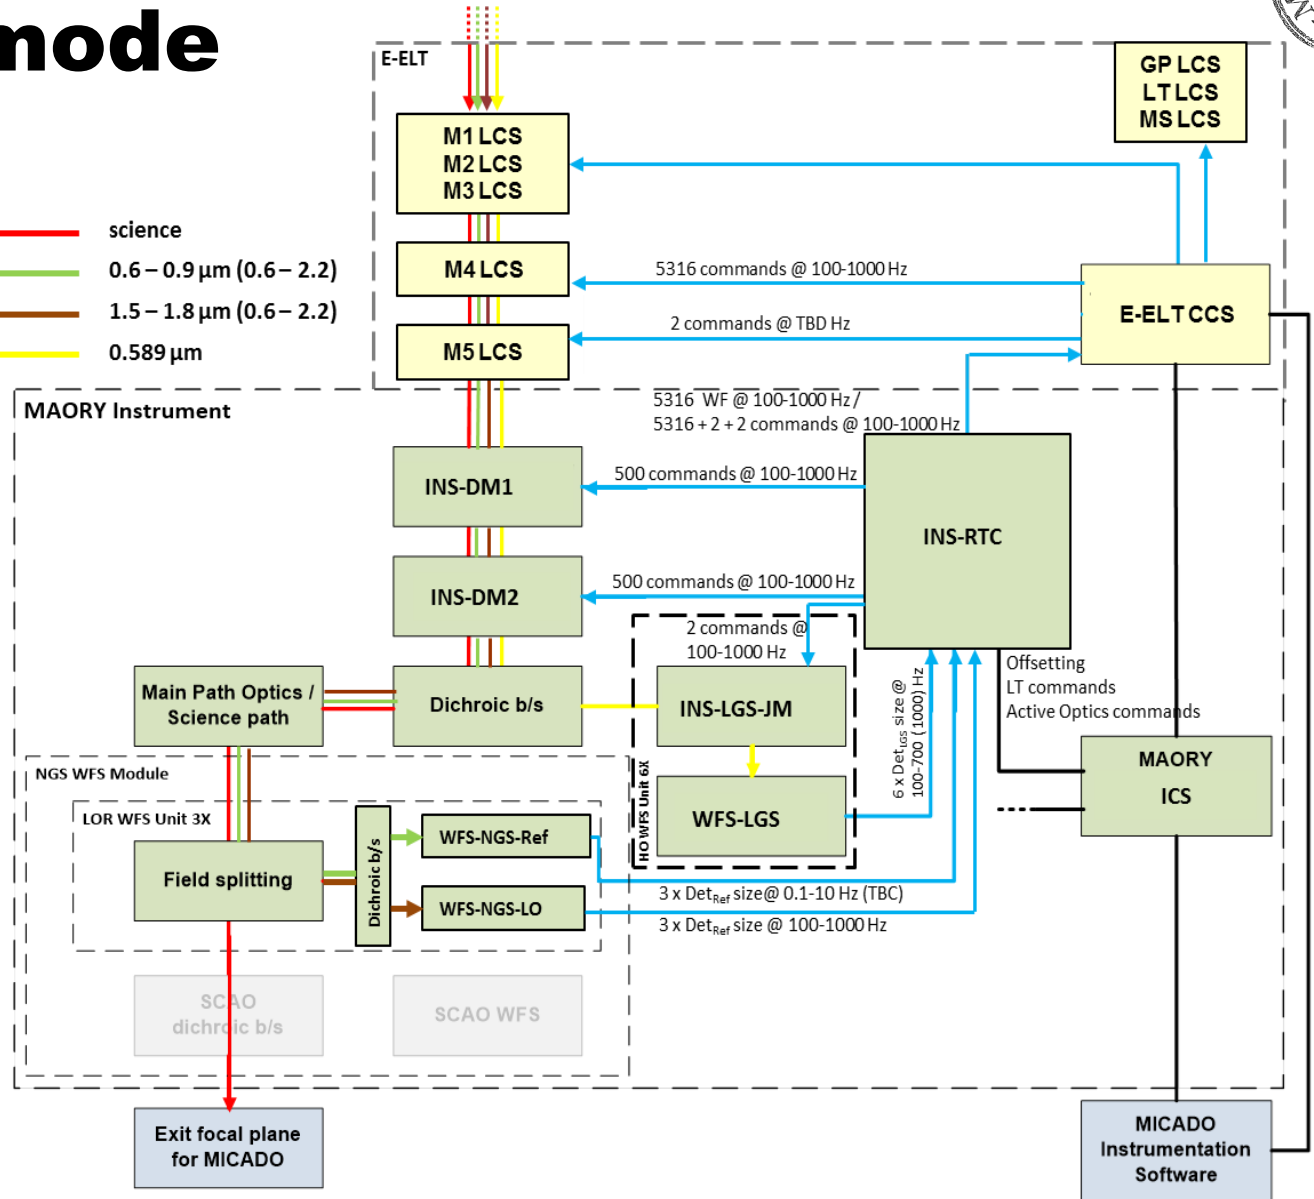 mode
E-ELT
GP LCS
LT LCS
MS LCS
M1 LCS
M2 LCS
M3 LCS
science
0.6 – 0.9 µm (0.6 – 2.2)
1.5 – 1.8 µm (0.6 – 2.2)
0.589 µm
M4 LCS
5316 commands @ 100-1000 Hz
E-ELT CCS
2 commands @ TBD Hz
M5 LCS
MAORY Instrument
5316 WF @ 100-1000 Hz /
5316 + 2 + 2 commands @ 100-1000 Hz
INS-DM1
500 commands @ 100-1000 Hz
INS-RTC
INS-DM2
500 commands @ 100-1000 Hz
2 commands @
100-1000 Hz
Main Path Optics /
Science path
Dichroic b/s
INS-LGS-JM
6 x DetLGS size @
100-700 (1000) Hz
Offsetting
LT commands
Active Optics commands
MAORY
ICS
NGS WFS Module
LOR WFS Unit 3X
Field splitting
Dichroic b/s
WFS-NGS-Ref
WFS-NGS-LO
HO WFS Unit 6X
WFS-LGS
3 x DetRef size@ 0.1-10 Hz (TBC)
3 x DetRef size @ 100-1000 Hz
SCAO
dichroic b/s
SCAO WFS
Exit focal plane
for MICADO
MICADO
Instrumentation
Software